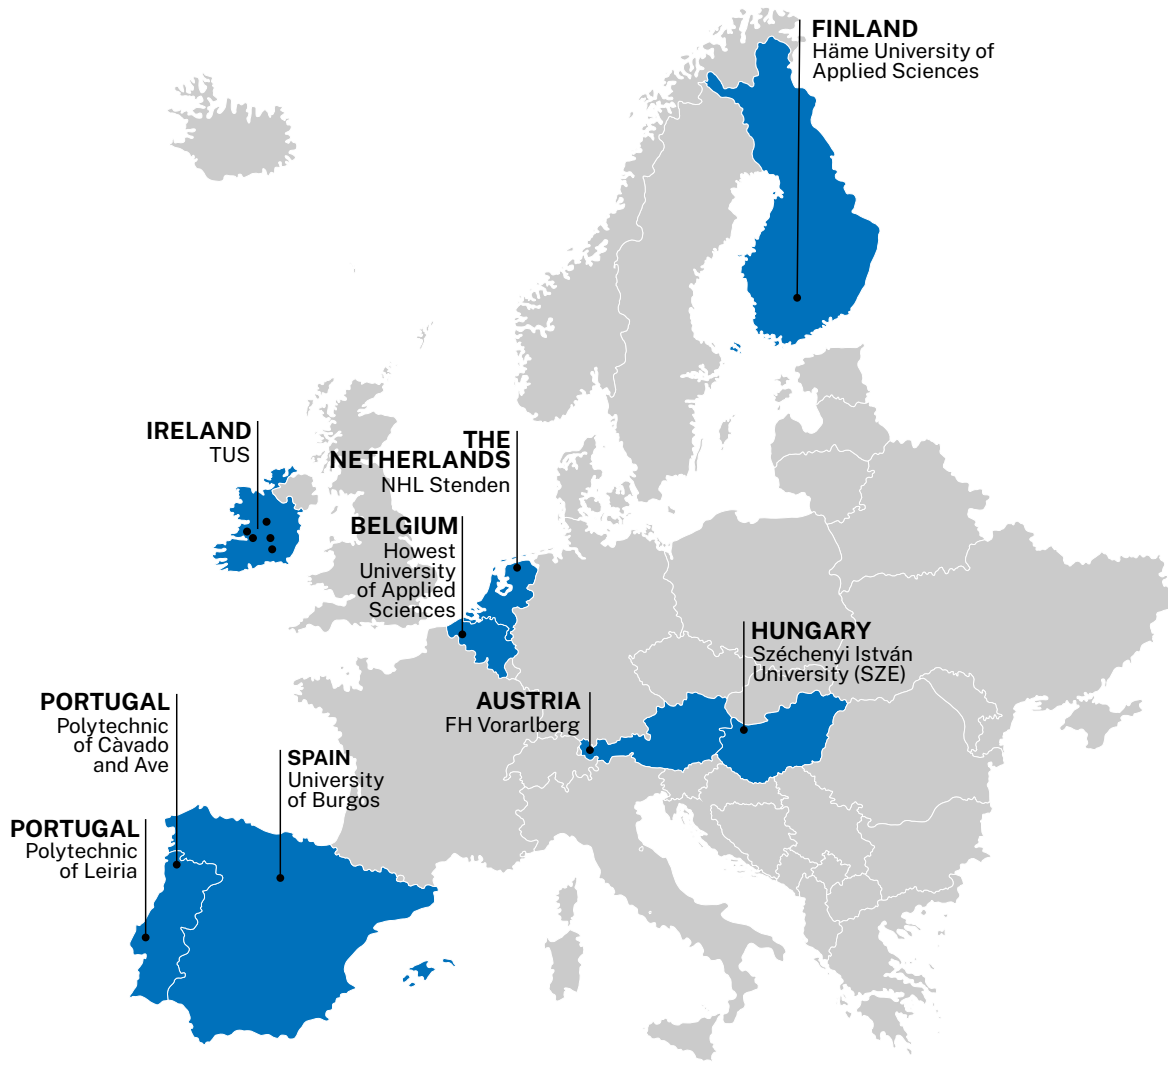 FINLAND
Häme University of
Applied Sciences
IRELAND
TUS
THE
NETHERLANDS
NHL Stenden
BELGIUM
Howest
University
of Applied
Sciences
HUNGARY
Széchenyi István
University (SZE)
AUSTRIA
FH Vorarlberg
PORTUGAL
Polytechnic
of Càvado
and Ave
SPAIN
University
of Burgos
PORTUGAL
Polytechnic
of Leiria